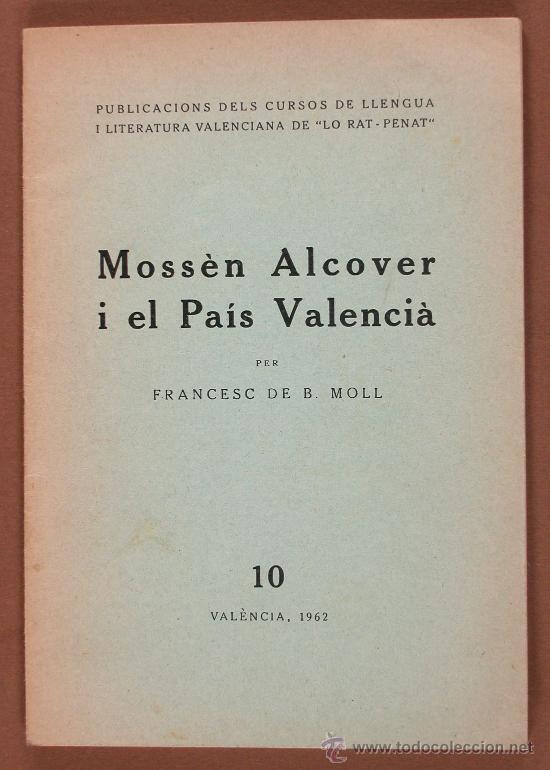 PUBLICACIONS DELS CURSOS DE LLENGUA
I LITERATURA VALENCIANA DE "LO RAT-PENAT"
Mossèn Alcover
i el País Valencià
PER
FRANCESC DE B. MOLL
10
VALÈNCIA, 1962
www.todocoleccion.net